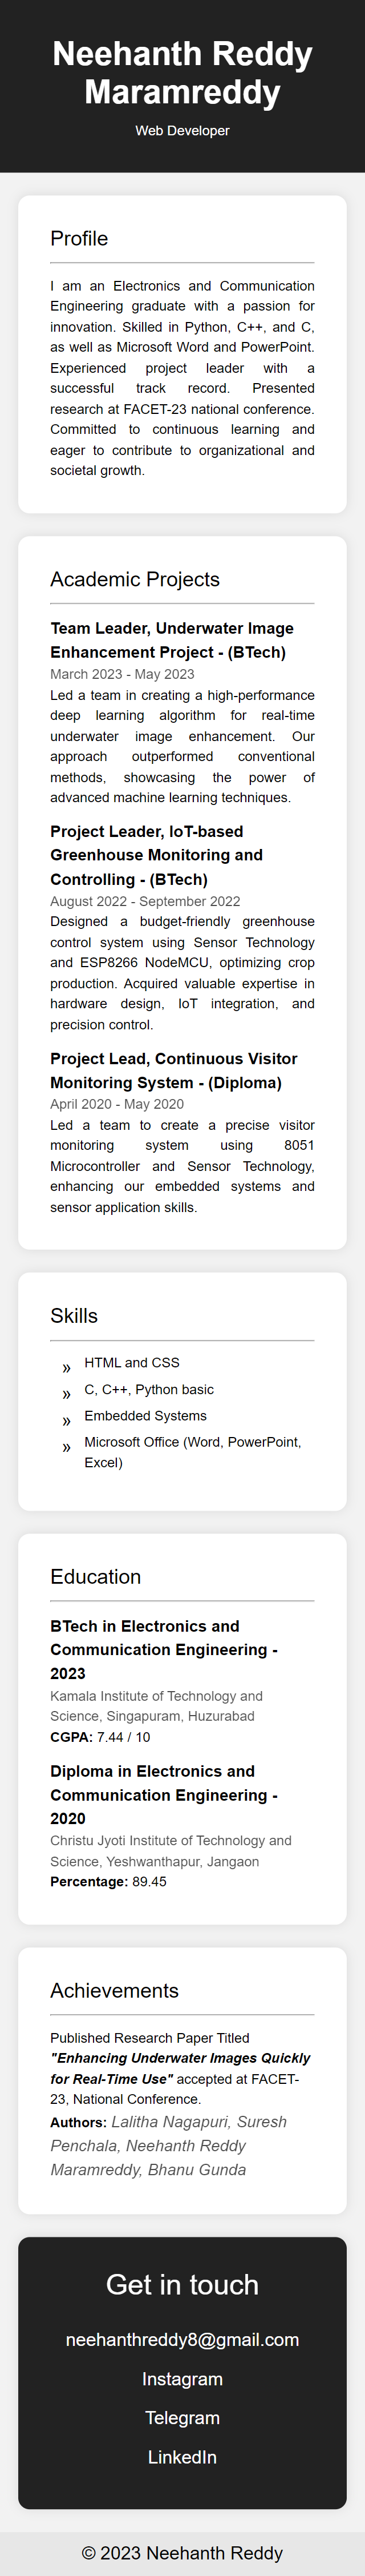 Neehanth Reddy
Maramreddy
Web Developer
Profile
I am an Electronics and Communication
Engineering graduate with a passion for
innovation. Skilled in Python, C++, and C,
as well as Microsoft Word and PowerPoint.
Experienced project leader with a
successful track record. Presented
research at FACET-23 national conference.
Committed to continuous learning and
eager to contribute to organizational and
societal growth.
Academic Projects
Team Leader, Underwater Image
Enhancement Project - (BTech)
March 2023 - May 2023
Led a team in creating a high-performance
deep learning algorithm for real-time
underwater image enhancement. Our
approach outperformed conventional
methods, showcasing the power of
advanced machine learning techniques.
Project Leader, IoT-based
Greenhouse Monitoring and
Controlling - (BTech)
August 2022 - September 2022
Designed a budget-friendly greenhouse
control system using Sensor Technology
and ESP8266 NodeMCU, optimizing crop
production. Acquired valuable expertise in
hardware design, IoT integration, and
precision control.
Project Lead, Continuous Visitor
Monitoring System - (Diploma)
April 2020 - May 2020
Led a team to create a precise visitor
monitoring system using 8051
Microcontroller and Sensor Technology,
enhancing our embedded systems and
sensor application skills.
Skills
» HTML and CSS
» C, C++, Python basic
» Embedded Systems
» Microsoft Office (Word, PowerPoint,
Excel)
Education
BTech in Electronics and
Communication Engineering -
2023
Kamala Institute of Technology and
Science, Singapuram, Huzurabad
CGPA: 7.44 / 10
Diploma in Electronics and
Communication Engineering -
2020
Christu Jyoti Institute of Technology and
Science, Yeshwanthapur, Jangaon
Percentage: 89.45
Achievements
Published Research Paper Titled
"Enhancing Underwater Images Quickly
for Real-Time Use" accepted at FACET-
23, National Conference.
Authors: Lalitha Nagapuri, Suresh
Penchala, Neehanth Reddy
Maramreddy, Bhanu Gunda
Get in touch
neehanthreddy8@gmail.com
Instagram
Telegram
LinkedIn
© 2023 Neehanth Reddy